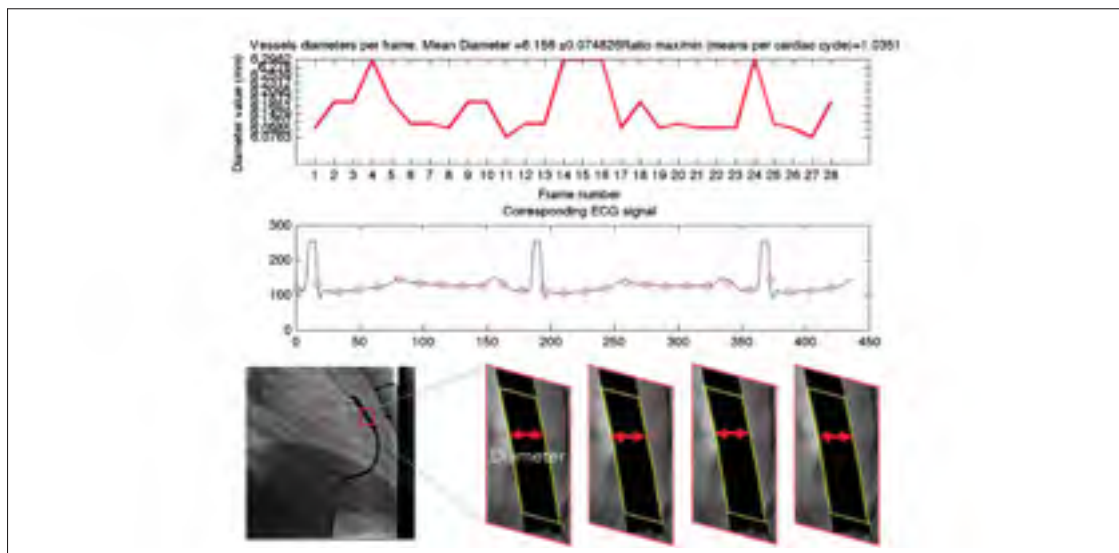 Vessels diameters per frame. Mean Diameter =6.156 ±0.074826Ratio max/min (means per cardiac cycle)=1.0351
Diameter value (mm)
6.0763
1 2 3 4 5 6 7 8 9 10 11 12 13 14 15 16 17 18 19 20 21 22 23 24 25 26 27 28
Frame number
Corresponding ECG signal
300
200
100
0
0 50 100 150 200 250 300 350 400 450
Diameter